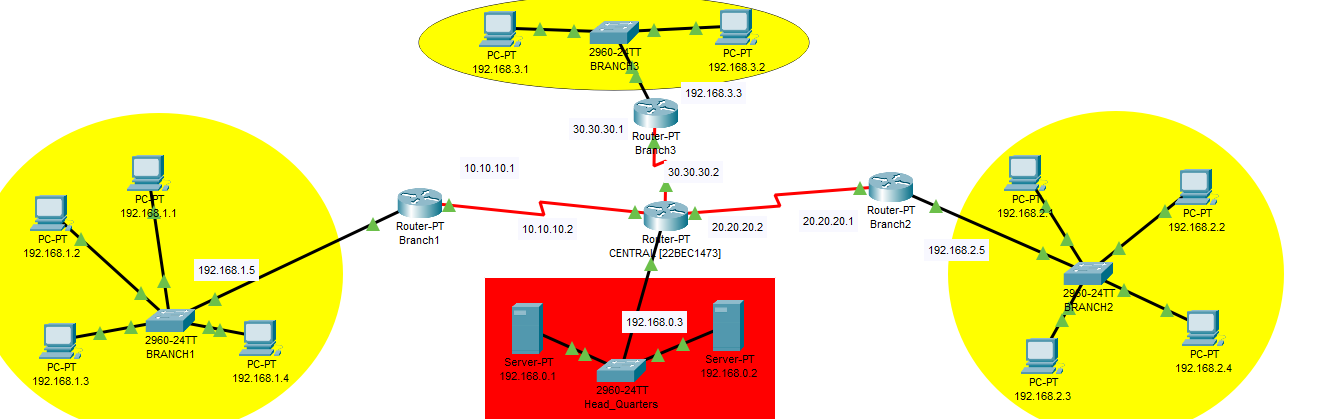 PC-PT
192.168.3.1
2960-24TT
BRANCH3
PC-PT
192.168.3.2
192.168.3.3
30.30.30.1
Router-PT
Branch3
30.30.30.2
10.10.10.1
Router-PT
Branch1
10.10.10.2
Router-PT
CENTRAL [22BEC1473]
20.20.20.2
20.20.20.1
Router-PT
Branch2
PC-PT
192.168.1.1
PC-PT
192.168.1.2
192.168.1.5
2960-24TT
BRANCH1
PC-PT
192.168.1.3
PC-PT
192.168.1.4
192.168.0.3
Server-PT
192.168.0.1
Server-PT
192.168.0.2
2960-24TT
Head_Quarters
192.168.2.5
PC-PT
PC-PT
192.168.2.2
2960-24TT
BRANCH2
PC-PT
192.168.2.3
PC-PT
192.168.2.4